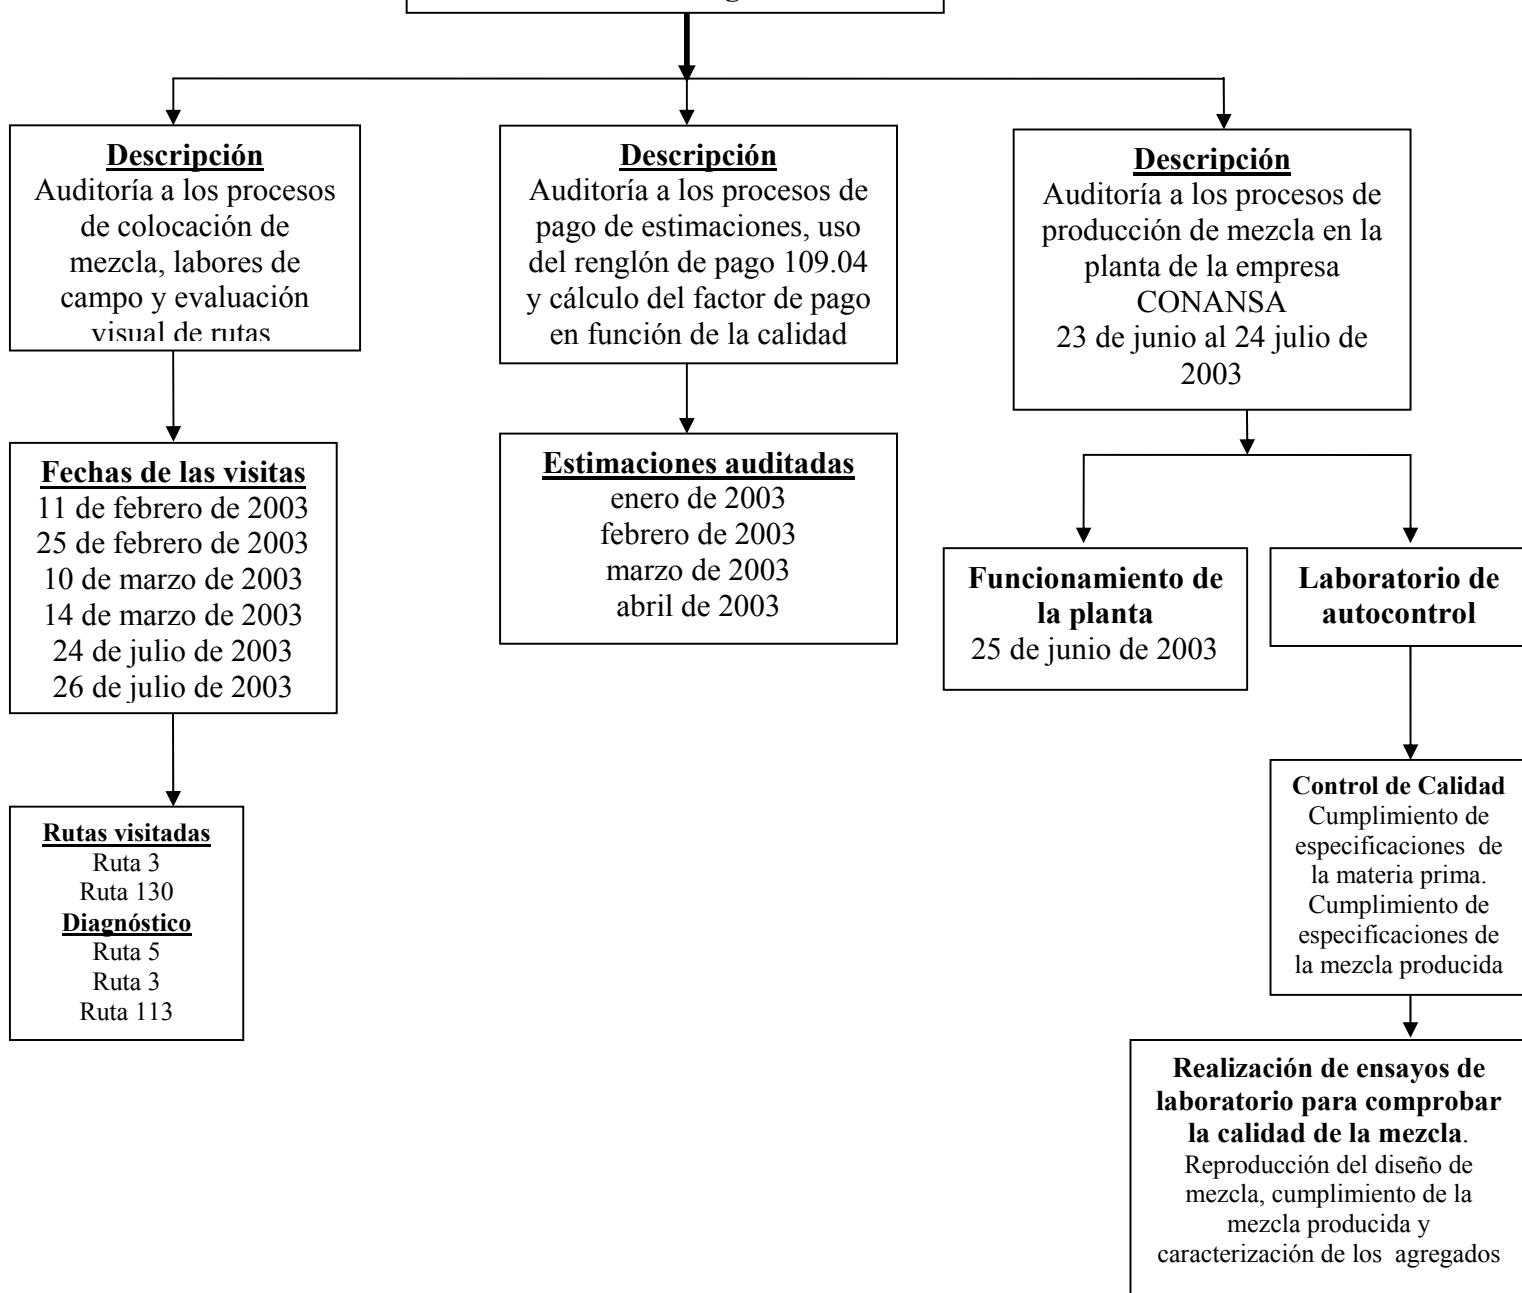 Descripción
Auditoría a los procesos
de colocación de
mezcla, labores de
campo y evaluación
visual de rutas
Descripción
Auditoría a los procesos de
pago de estimaciones, uso
del renglón de pago 109.04
y cálculo del factor de pago
en función de la calidad
Descripción
Auditoría a los procesos de
producción de mezcla en la
planta de la empresa
CONANSA
23 de junio al 24 julio de
2003
Fechas de las visitas
11 de febrero de 2003
25 de febrero de 2003
10 de marzo de 2003
14 de marzo de 2003
24 de julio de 2003
26 de julio de 2003
Estimaciones auditadas
enero de 2003
febrero de 2003
marzo de 2003
abril de 2003
Funcionamiento de
la planta
25 de junio de 2003
Laboratorio de
autocontrol
Rutas visitadas
Ruta 3
Ruta 130
Diagnóstico
Ruta 5
Ruta 3
Ruta 113
Control de Calidad
Cumplimiento de
especificaciones de
la materia prima.
Cumplimiento de
especificaciones de
la mezcla producida
Realización de ensayos de
laboratorio para comprobar
la calidad de la mezcla.
Reproducción del diseño de
mezcla, cumplimiento de la
mezcla producida y
caracterización de los agregados